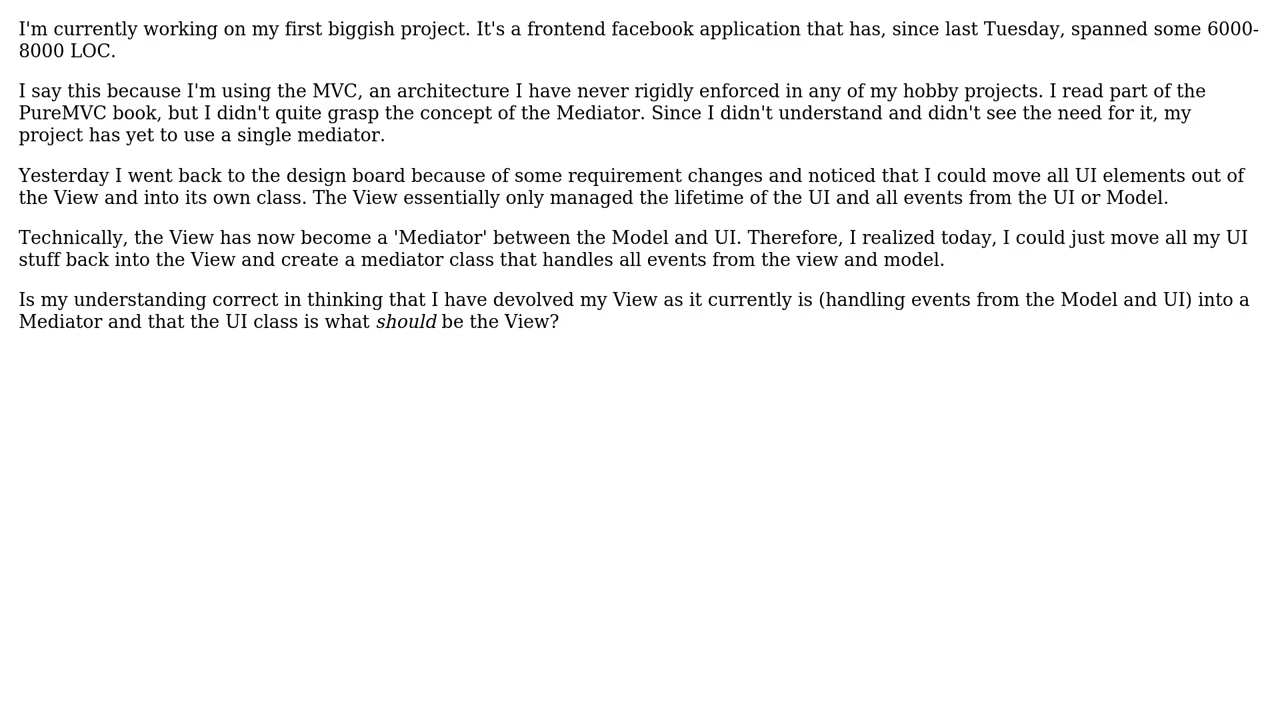 I'm currently working on my first biggish project. It's a frontend facebook application that has, since last Tuesday, spanned some 6000-
8000 LOC.
I say this because I'm using the MVC, an architecture I have never rigidly enforced in any of my hobby projects. I read part of the
PureMVC book, but I didn't quite grasp the concept of the Mediator. Since I didn't understand and didn't see the need for it, my
project has yet to use a single mediator.
Yesterday I went back to the design board because of some requirement changes and noticed that I could move all UI elements out of
the View and into its own class. The View essentially only managed the lifetime of the UI and all events from the UI or Model.
Technically, the View has now become a 'Mediator' between the Model and UI. Therefore, I realized today, I could just move all my UI
stuff back into the View and create a mediator class that handles all events from the view and model.
Is my understanding correct in thinking that I have devolved my View as it currently is (handling events from the Model and UI) into a
Mediator and that the UI class is what should be the View?